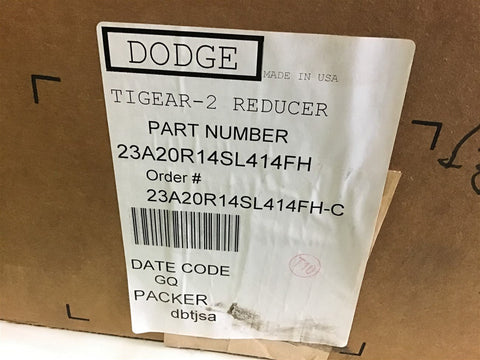 DODGE
MADE IN USA
TIGEAR-2 REDUCER
PART NUMBER
23A20R14SL414FH
Order #
23A20R14SL414FH-C
DATE CODE
GQ
PACKER
dbtjsa